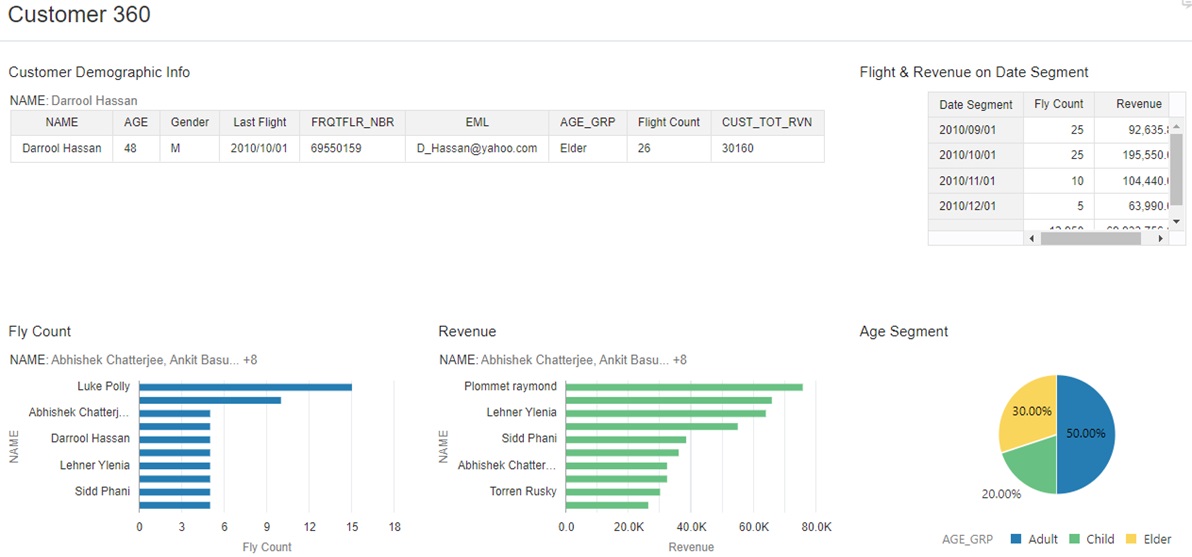 Customer 360
Customer Demographic Info
NAME: Darrool Hassan
NAME AGE Gender Last Flight FRQTFLR_NBR EML AGE_GRP Flight Count CUST_TOT_RVN
Darrool Hassan 48 M 2010/10/01 69550159 D_Hassan@yahoo.com Elder 26 30160
Flight & Revenue on Date Segment
Date Segment Fly Count Revenue
2010/09/01 25 92,635.
2010/10/01 25 195,550.
2010/11/01 10 104,440.
2010/12/01 5 63,990.
Fly Count
NAME: Abhishek Chatterjee, Ankit Basu... +8
NAME
Luke Polly
Abhishek Chatterj...
Darrool Hassan
Lehner Ylenia
Sidd Phani
0 3 6 9 12 15 18
Fly Count
Revenue
NAME: Abhishek Chatterjee, Ankit Basu... +8
NAME
Plommet raymond
Lehner Ylenia
Sidd Phani
Abhishek Chatter...
Torren Rusky
0.0 20.0K 40.0K 60.0K 80.0K
Revenue
Age Segment
30.00%
50.00%
20.00%
AGE_GRP Adult Child Elder